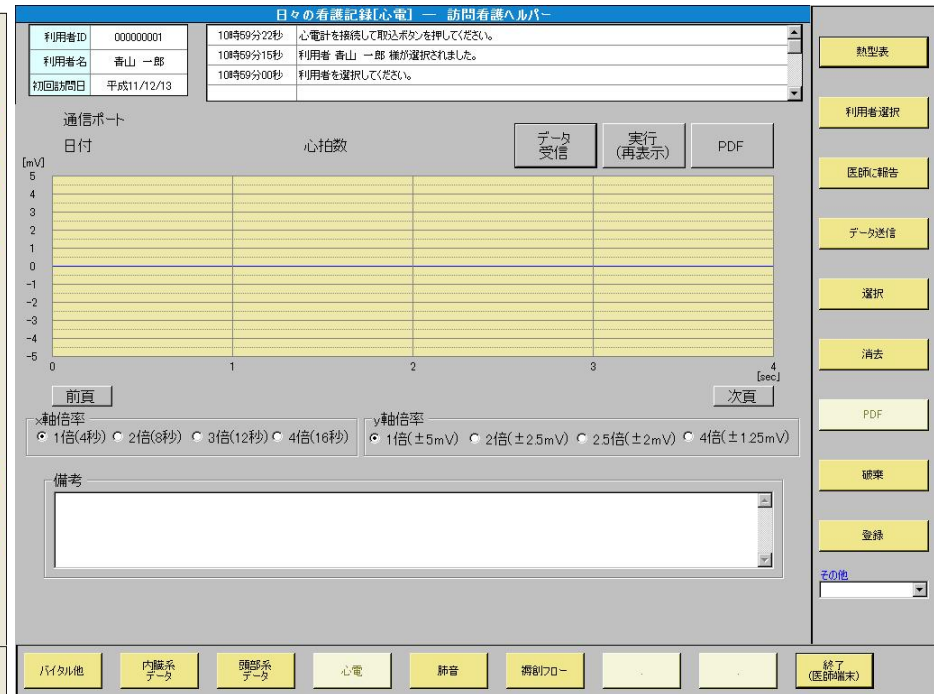 日々の看護記録[心電] ― 訪問看護ヘルパー
利用者ID 000000001
利用者名 青山 一郎
初回訪問日 平成11/12/13
10時59分22秒 心電計を接続して取込ボタンを押してください。
10時59分15秒 利用者 青山 一郎 様が選択されました。
10時59分00秒 利用者を選択してください。
通信ポート
日付 心拍数
データ
受信
実行
(再表示)
PDF
[mV]
5
4
3
2
1
0
-1
-2
-3
-4
-5
0 1 2 3 4
[sec]
前頁 次頁
x軸倍率
1倍(4秒) 2倍(8秒) 3倍(12秒) 4倍(16秒)
y軸倍率
1倍(±5mV) 2倍(±2.5mV) 2.5倍(±2mV) 4倍(±1.25mV)
備考
熱型表
利用者選択
医師に報告
データ送信
選択
消去
PDF
破棄
登録
その他
バイタル他
内臓系
データ
頭部系
データ
心電
肺音
褥創フロー
.
.
終了
(医師端末)